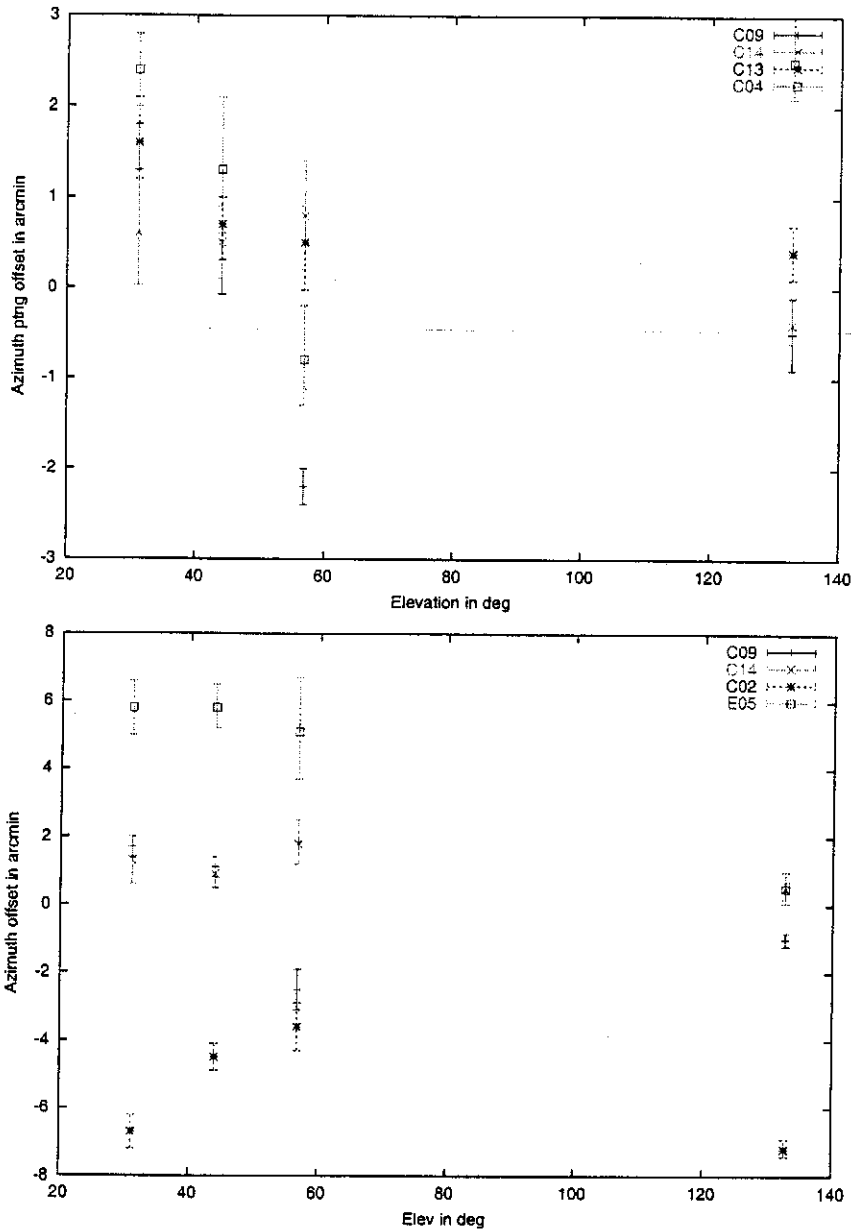 3
2
1
0
-1
-2
-3
Azimuth ptng offset in arcmin
C09
C14
C13
C04
20 40 60 80 100 120 140
Elevation in deg
8
6
4
2
0
-2
-4
-6
-8
Azimuth offset in arcmin
C09
C14
C02
E05
20 40 60 80 100 120 140
Elev in deg